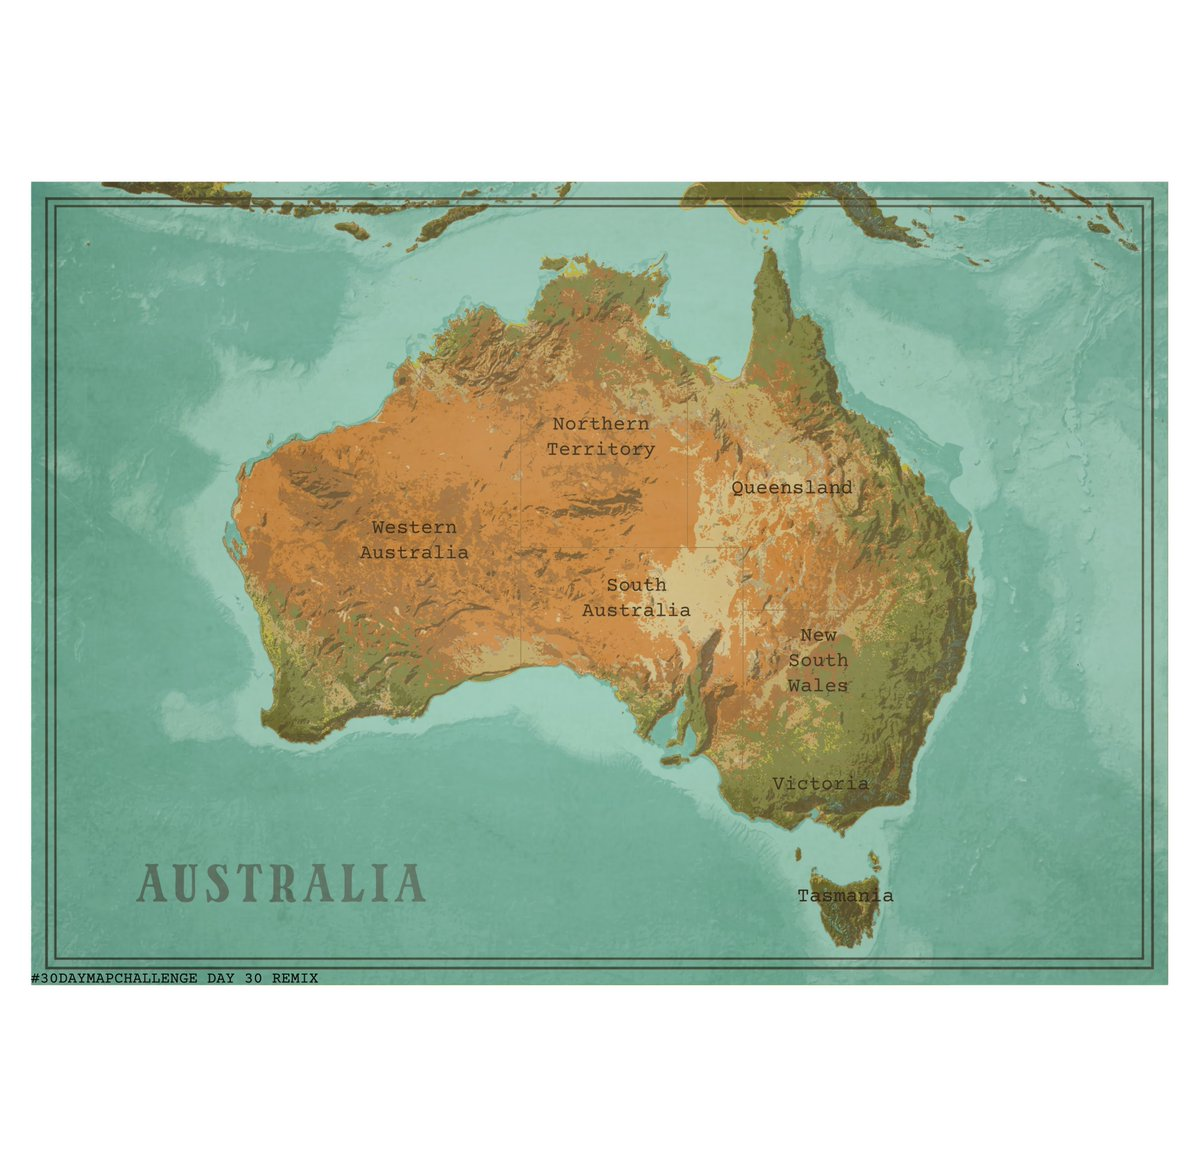 Northern
Territory
Queensland
Western
Australia
South
Australia
New
South
Wales
Victoria
AUSTRALIA
Tasmania
#30DAYMAPCHALLENGE DAY 30 REMIX